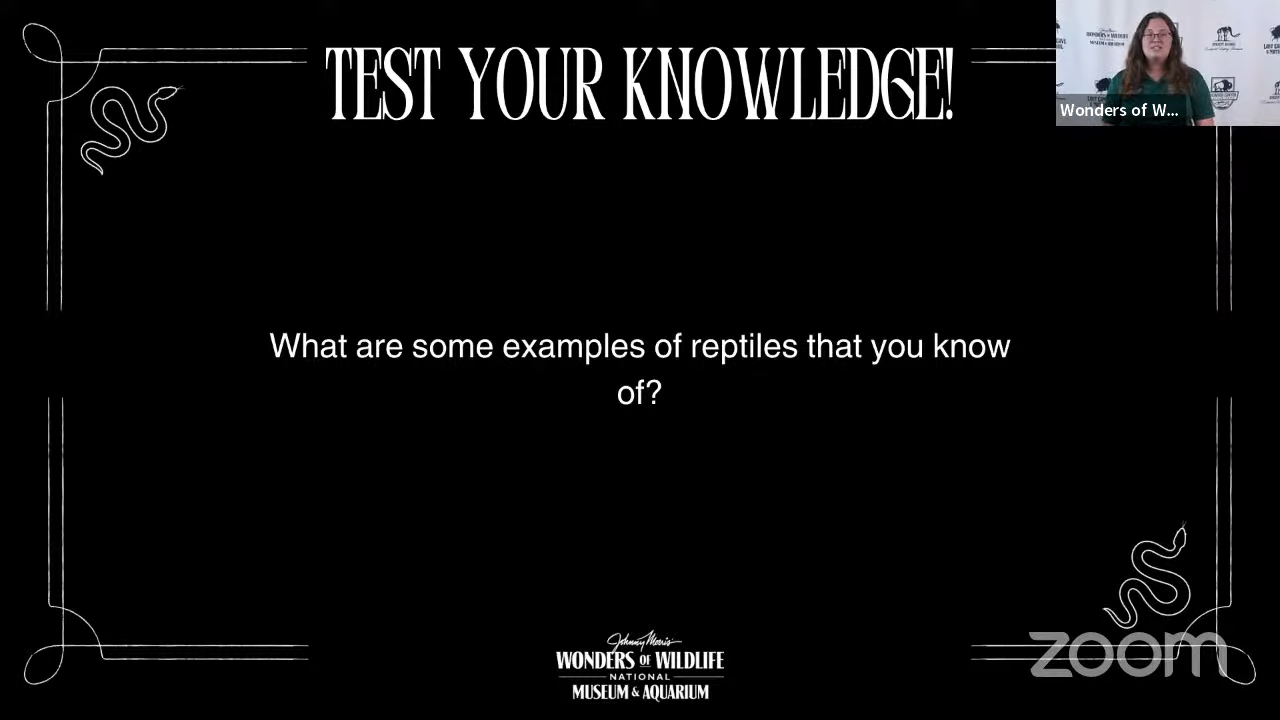 TEST YOUR KNOWLEDGE!
Wonders of W...
What are some examples of reptiles that you know
of?
Johnny Morris'
WONDERS OF WILDLIFE
NATIONAL
MUSEUM & AQUARIUM
zoom